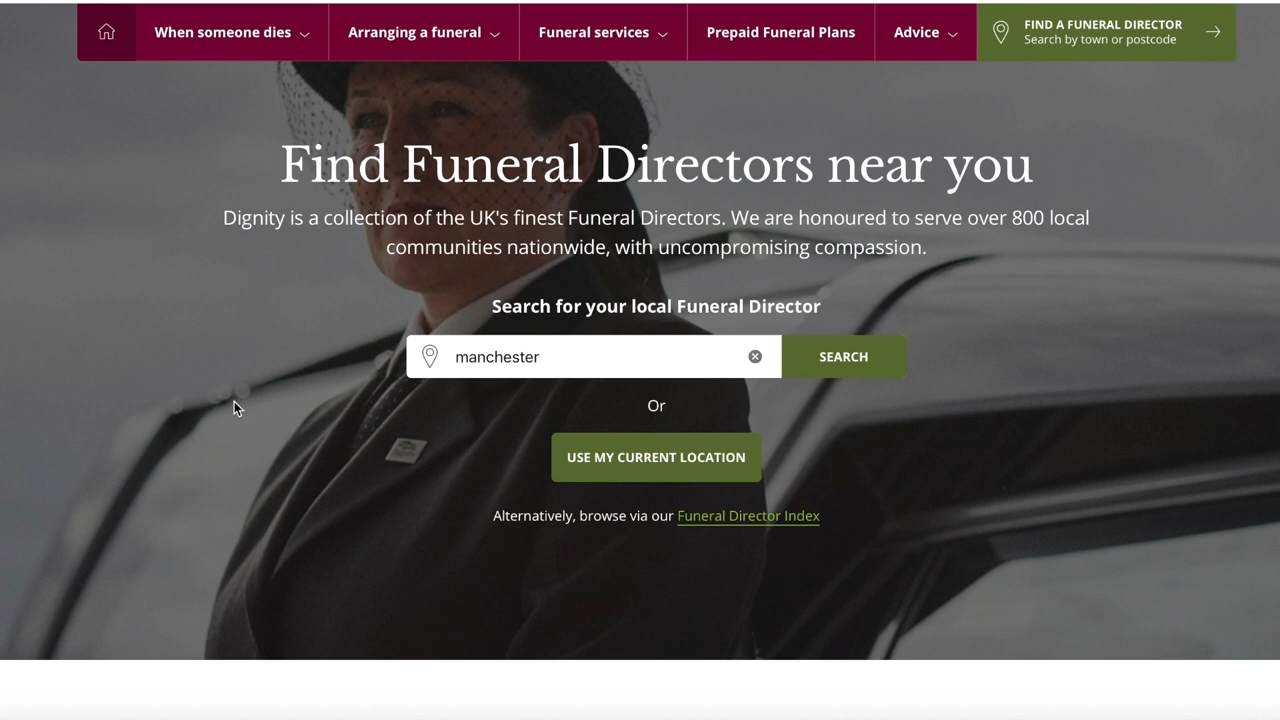 When someone dies
Arranging a funeral
Funeral services
Prepaid Funeral Plans
Advice
FIND A FUNERAL DIRECTOR
Search by town or postcode
Find Funeral Directors near you
Dignity is a collection of the UK's finest Funeral Directors. We are honoured to serve over 800 local
communities nationwide, with uncompromising compassion.
Search for your local Funeral Director
manchester
SEARCH
Or
USE MY CURRENT LOCATION
Alternatively, browse via our Funeral Director Index